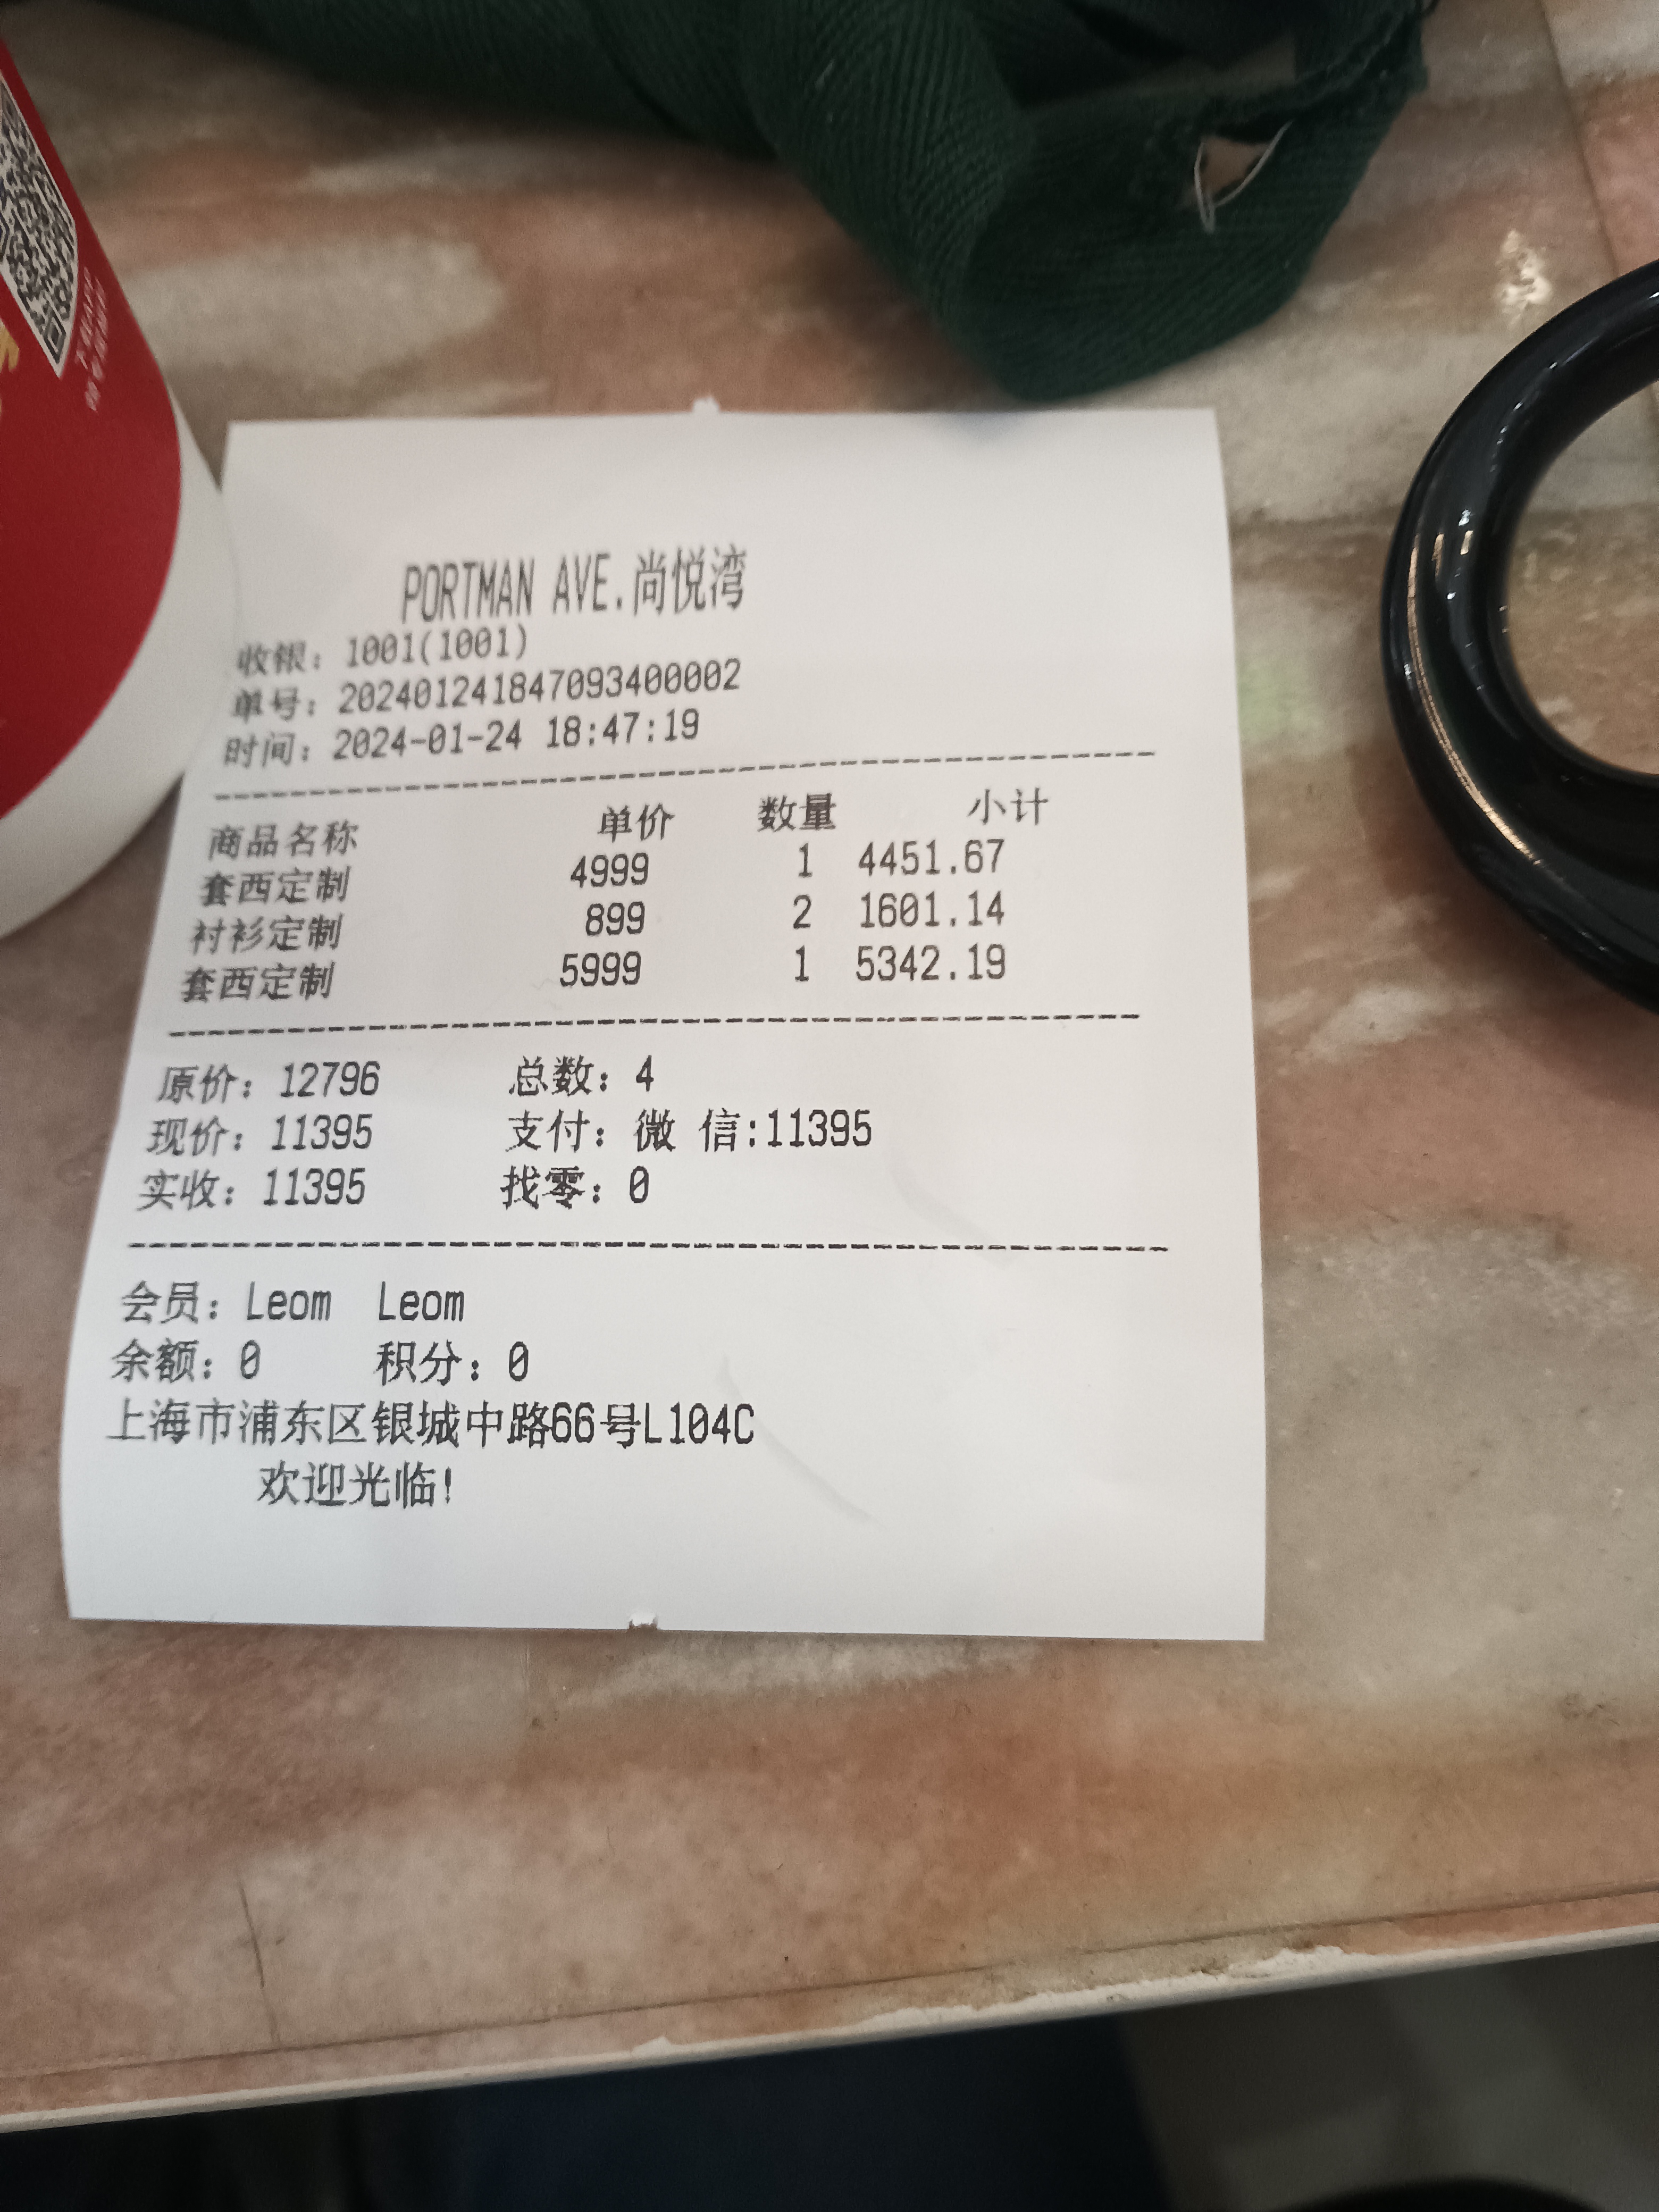 PORTMAN AVE.尚悦湾
收银：1001(1001)
单号：202401241847093400002
时间：2024-01-24 18:47:19
商品名称 单价 数量 小计
套西定制 4999 1 4451.67
衬衫定制 899 2 1601.14
套西定制 5999 1 5342.19
原价：12796 总数：4
现价：11395 支付：微 信:11395
实收：11395 找零：0
会员：Leom Leom
余额：0 积分：0
上海市浦东区银城中路66号L104C
欢迎光临!